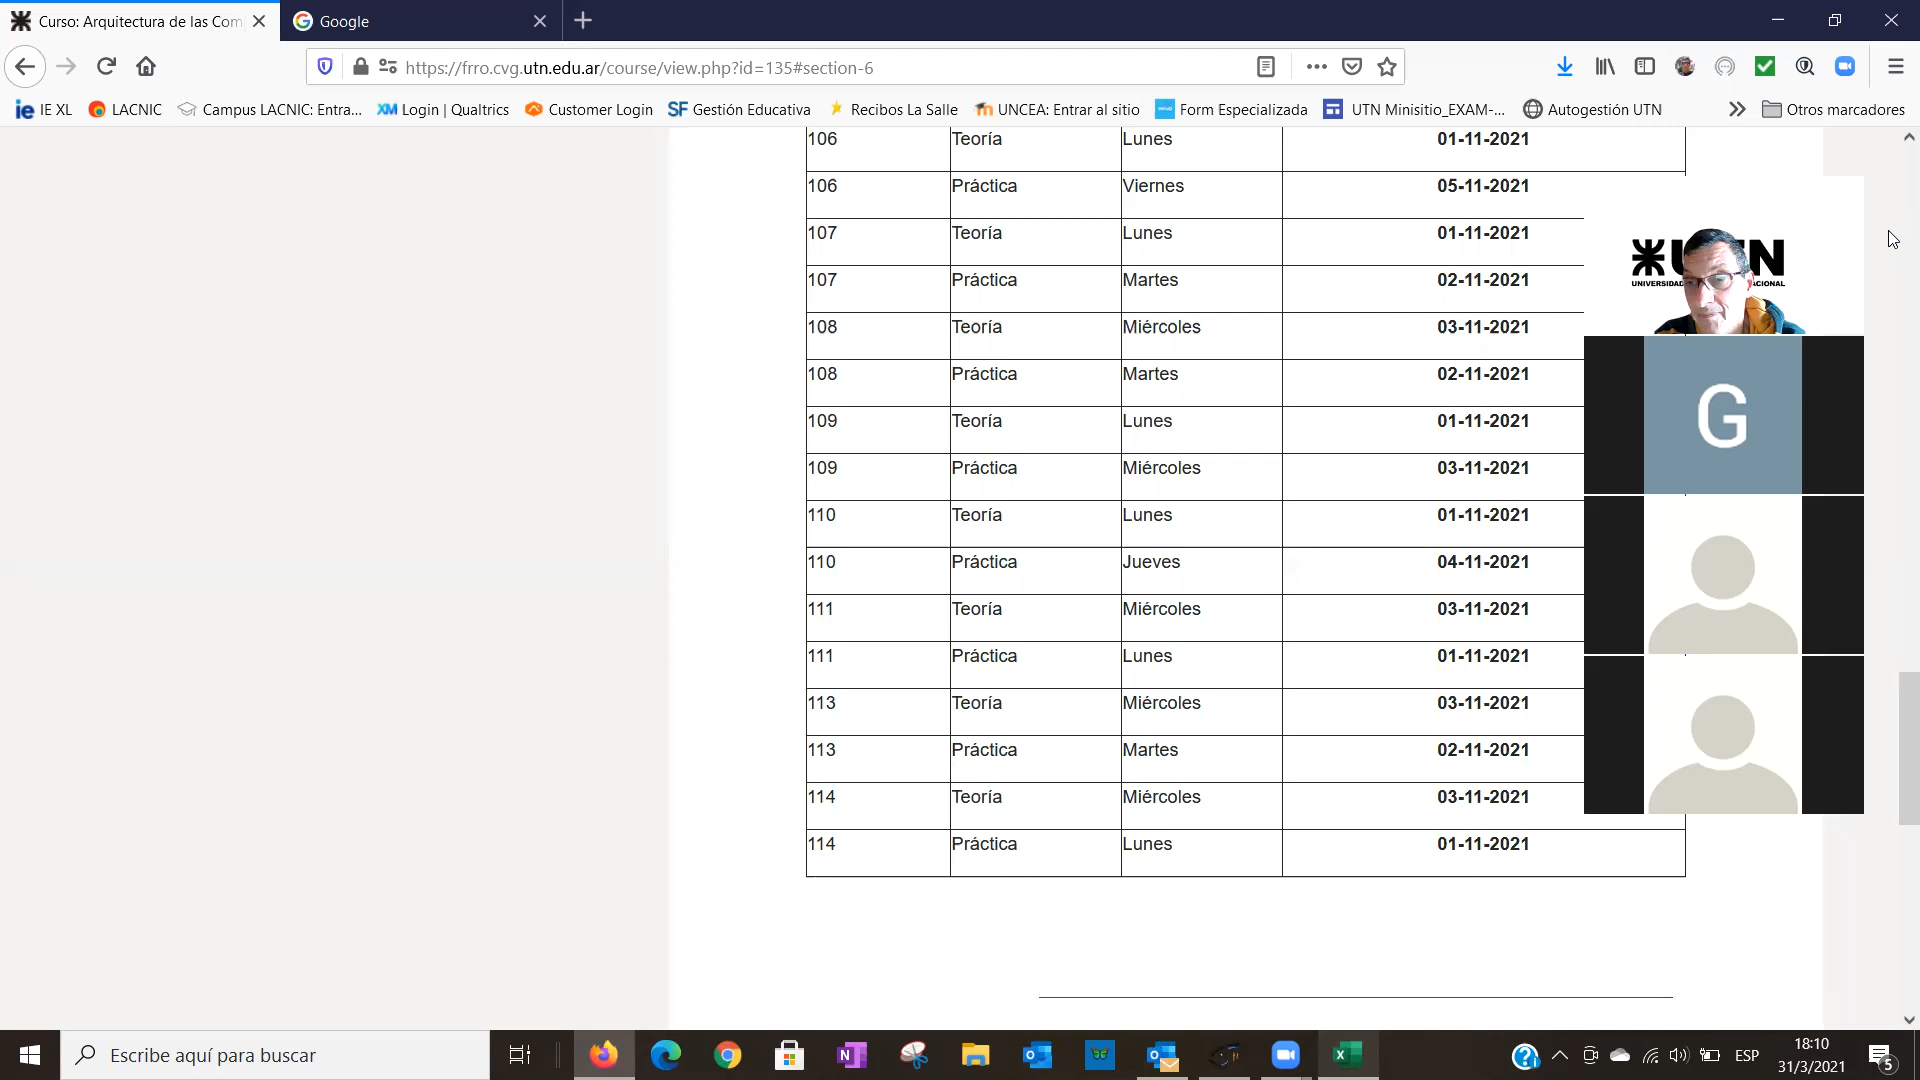 Curso: Arquitectura de las Com
Google
https://frro.cvg.utn.edu.ar/course/view.php?id=135#section-6
IE XL
LACNIC
Campus LACNIC: Entra...
XM Login | Qualtrics
Customer Login
SF Gestión Educativa
Recibos La Salle
UNCEA: Entrar al sitio
Form Especializada
UTN Minisitio_EXAM-...
Autogestión UTN
Otros marcadores
106 Teoría Lunes 01-11-2021
106 Práctica Viernes 05-11-2021
107 Teoría Lunes 01-11-2021
107 Práctica Martes 02-11-2021
108 Teoría Miércoles 03-11-2021
108 Práctica Martes 02-11-2021
109 Teoría Lunes 01-11-2021
109 Práctica Miércoles 03-11-2021
110 Teoría Lunes 01-11-2021
110 Práctica Jueves 04-11-2021
111 Teoría Miércoles 03-11-2021
111 Práctica Lunes 01-11-2021
113 Teoría Miércoles 03-11-2021
113 Práctica Martes 02-11-2021
114 Teoría Miércoles 03-11-2021
114 Práctica Lunes 01-11-2021
G
Escribe aquí para buscar
ESP
18:10
31/3/2021
5